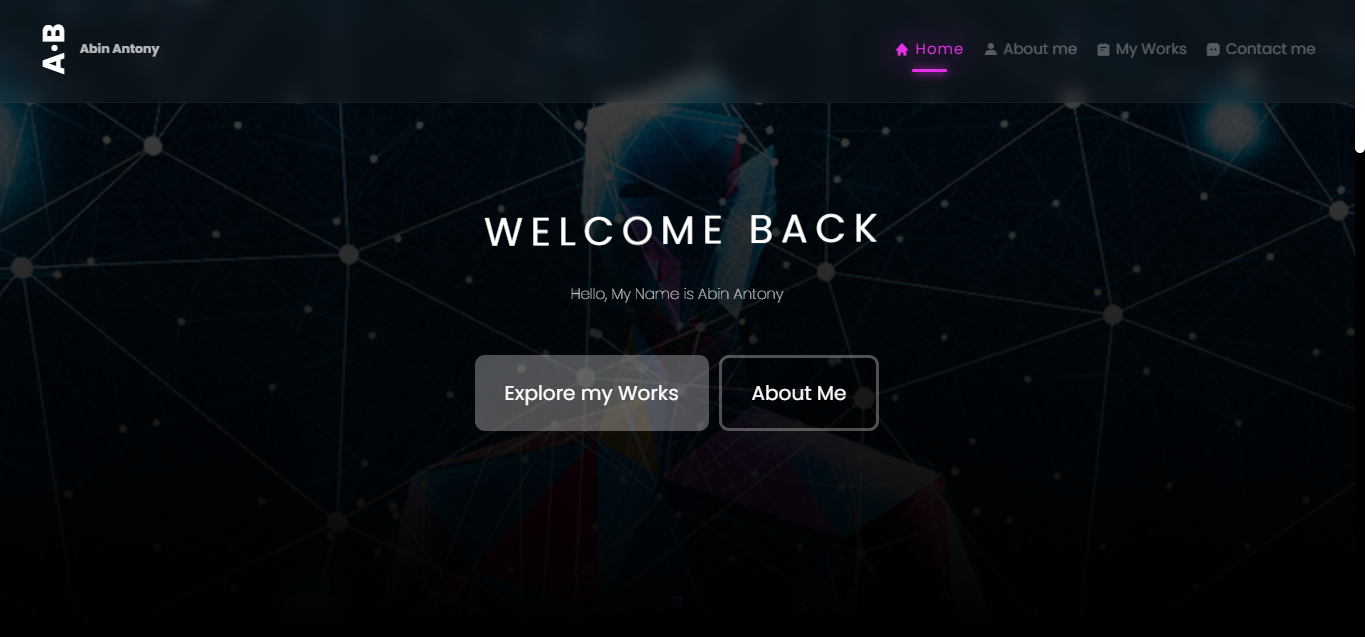 A·B
Abin Antony
Home
About me
My Works
Contact me
WELCOME BACK
Hello, My Name is Abin Antony
Explore my Works
About Me